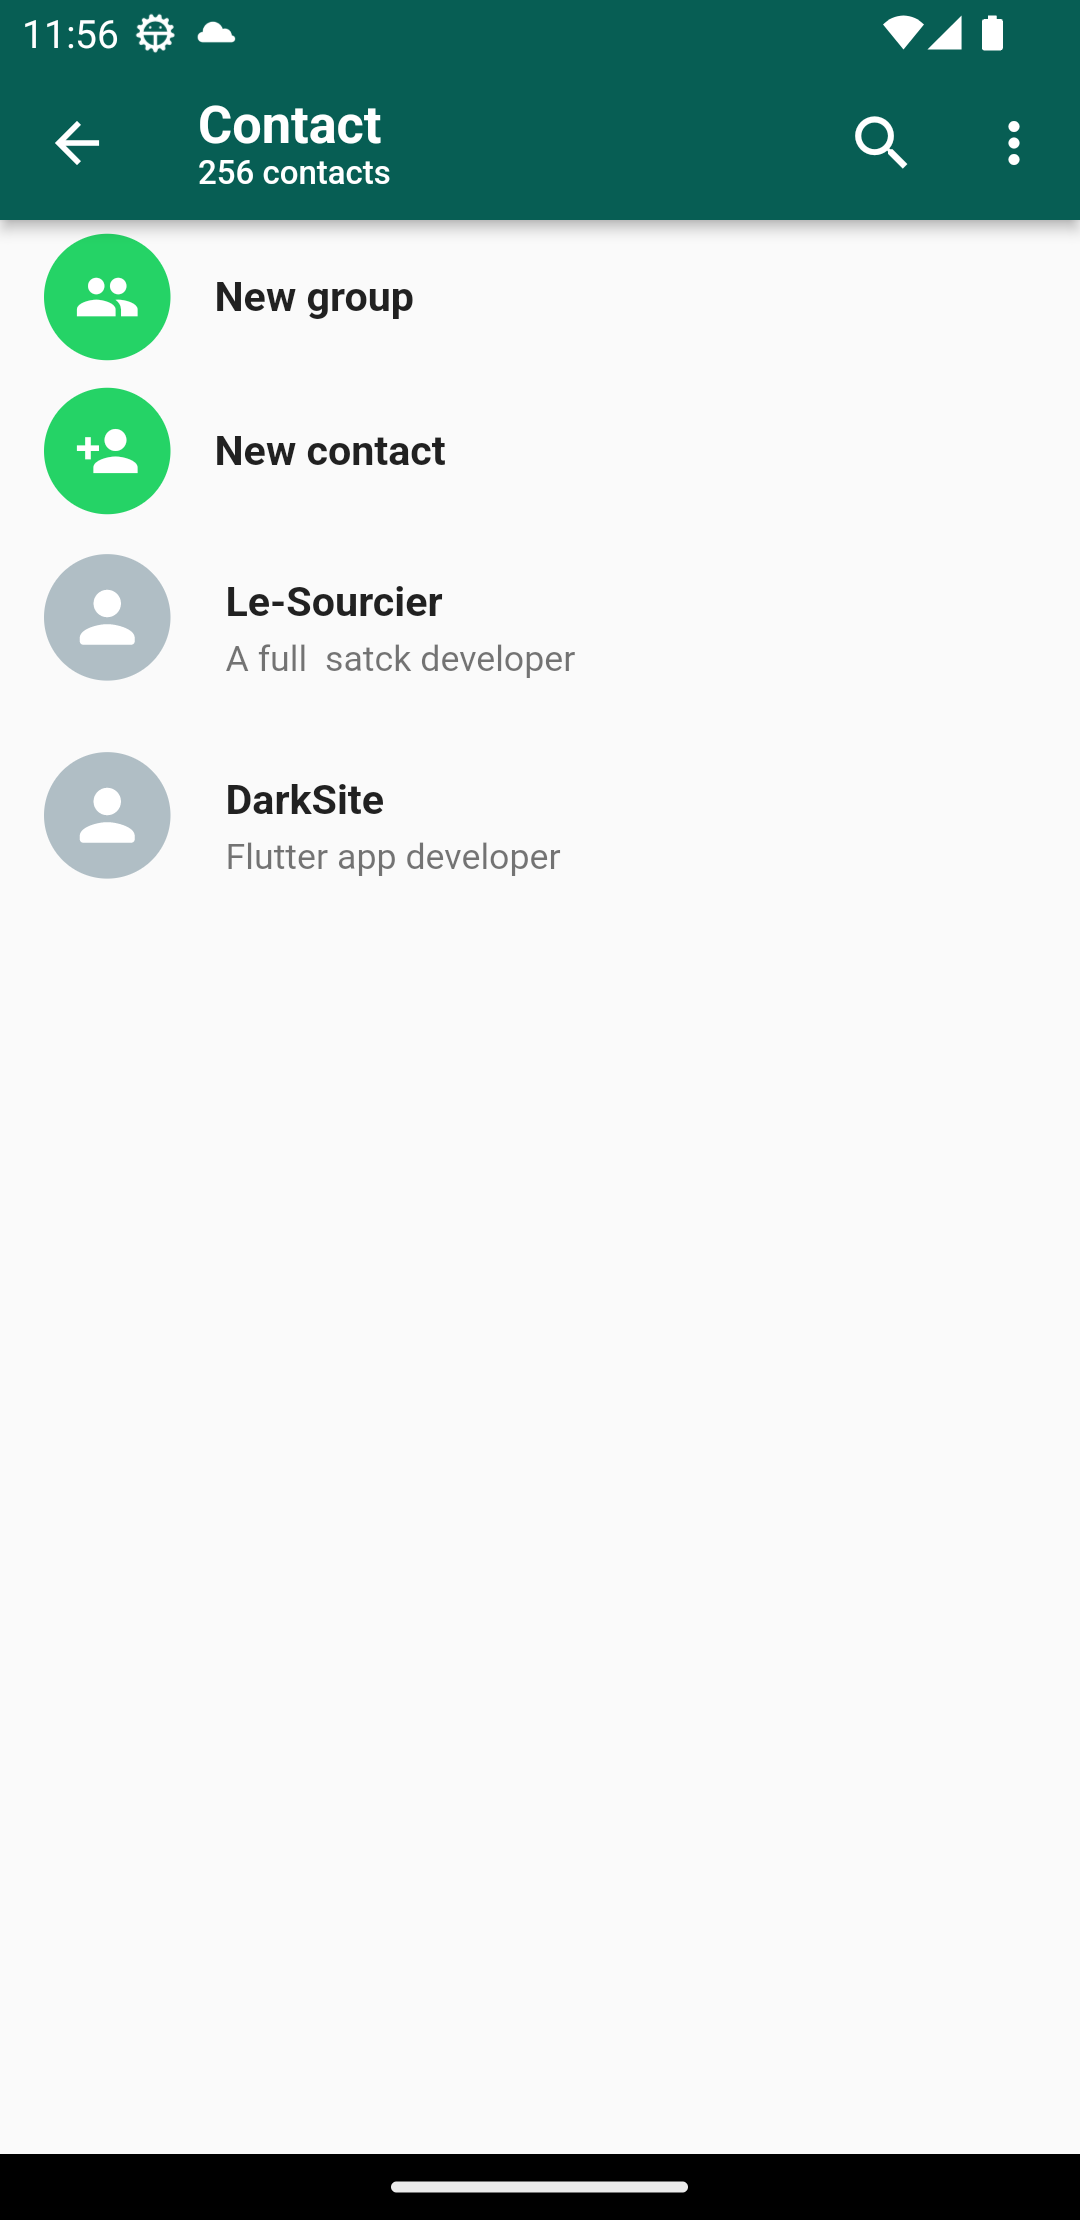 11:56
Contact
256 contacts
New group
New contact
Le-Sourcier
A full  satck developer
DarkSite
Flutter app developer